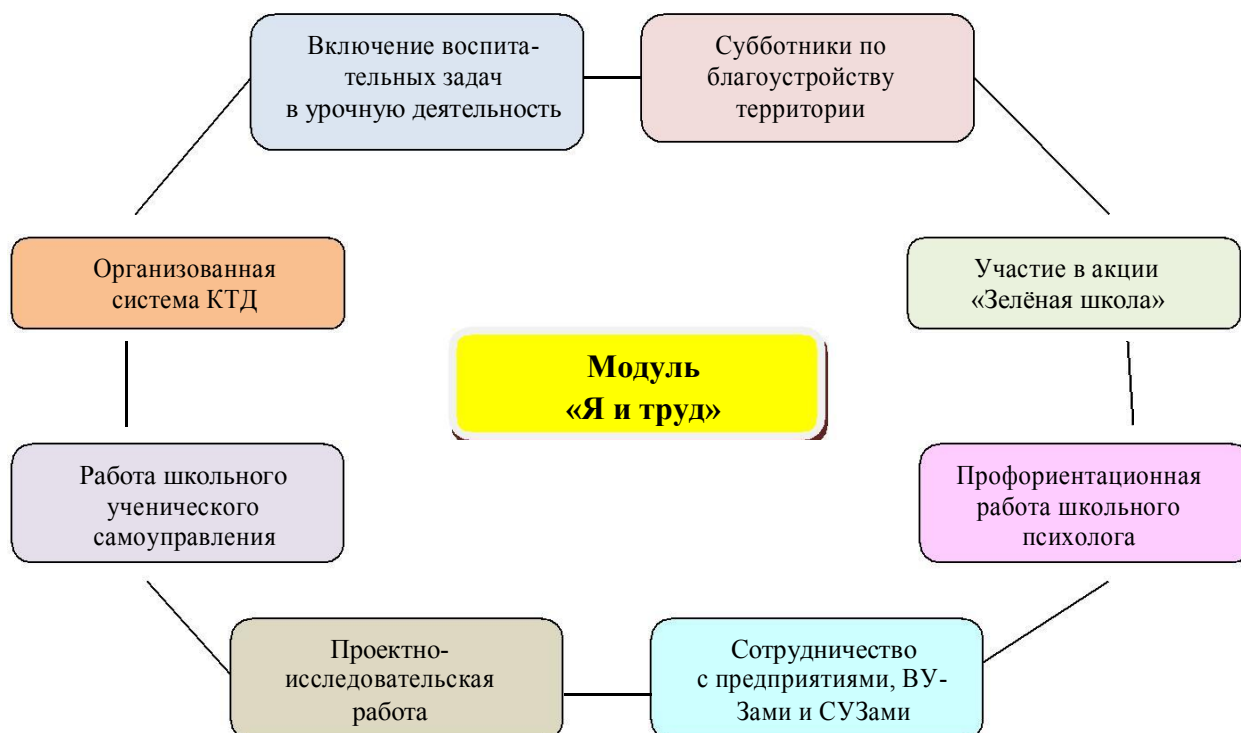 Включение воспита-
тельных задач
в урочную деятельность
Субботники по
благоустройству
территории
Организованная
система КТД
Участие в акции
«Зелёная школа»
Модуль
«Я и труд»
Работа школьного
ученического
самоуправления
Профориентационная
работа школьного
психолога
Проектно-
исследовательская
работа
Сотрудничество
с предприятиями, ВУ-
Зами и СУЗами